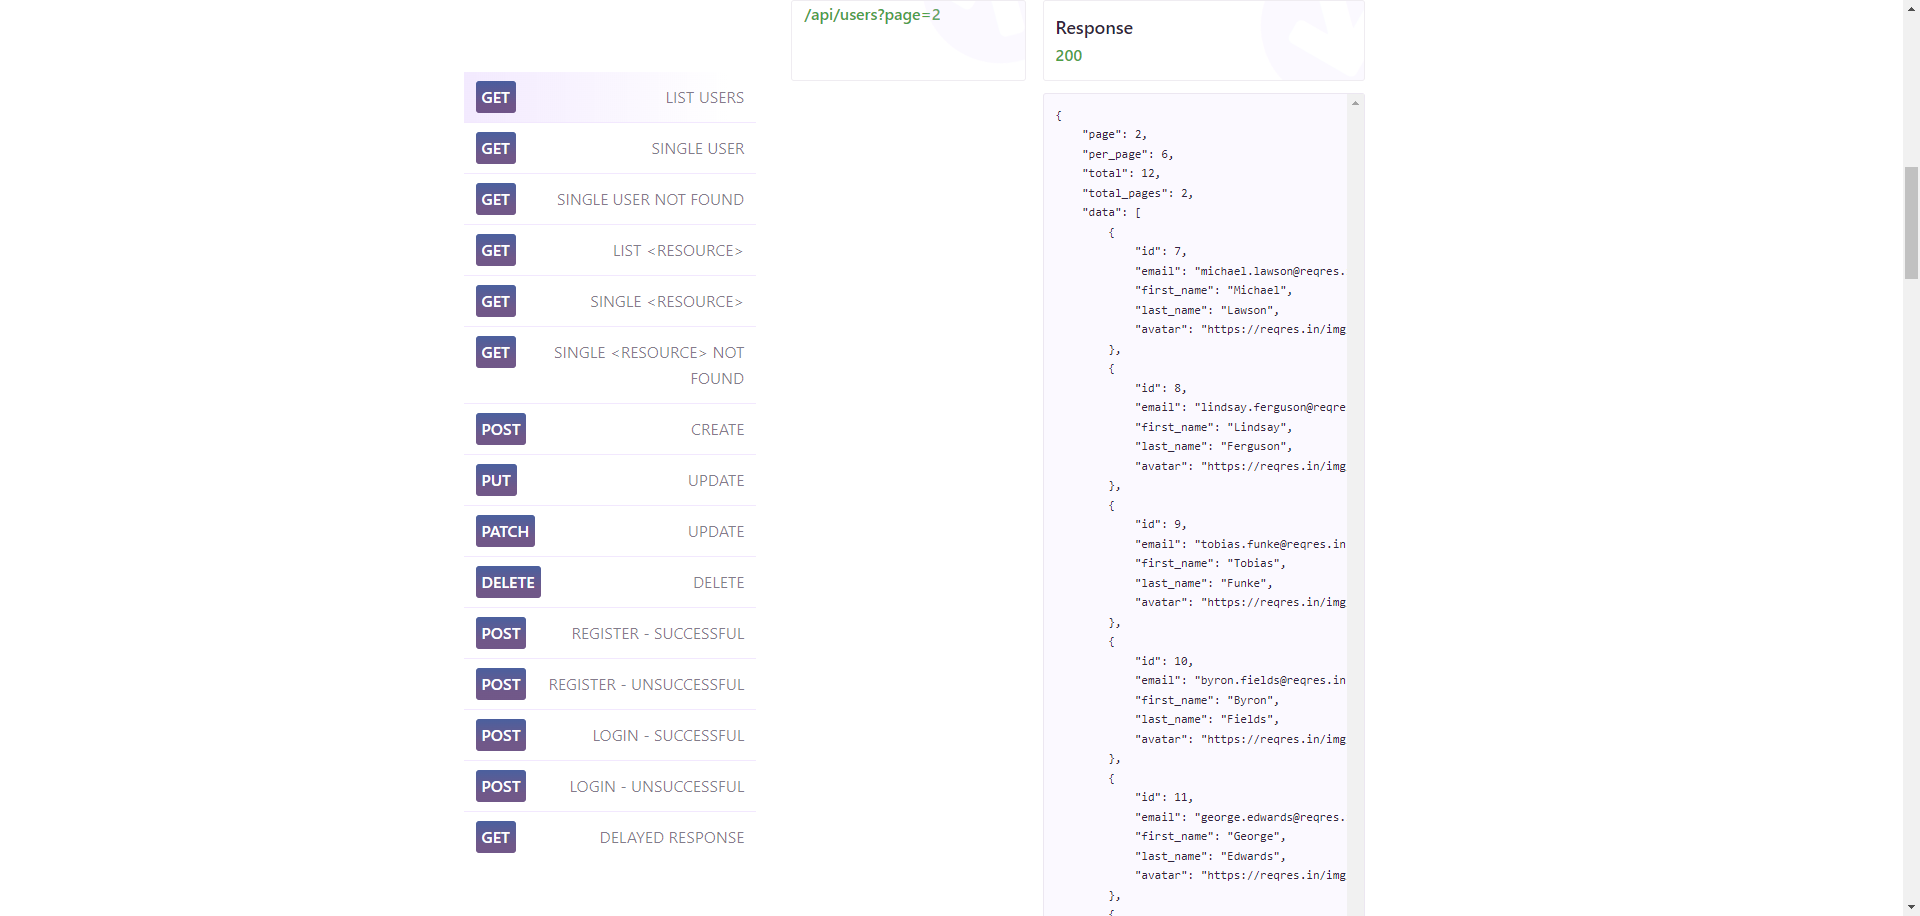 /api/users?page=2
Response
200
GET LIST USERS
GET SINGLE USER
GET SINGLE USER NOT FOUND
GET LIST <RESOURCE>
GET SINGLE <RESOURCE>
GET SINGLE <RESOURCE> NOT
FOUND
POST CREATE
PUT UPDATE
PATCH UPDATE
DELETE DELETE
POST REGISTER - SUCCESSFUL
POST REGISTER - UNSUCCESSFUL
POST LOGIN - SUCCESSFUL
POST LOGIN - UNSUCCESSFUL
GET DELAYED RESPONSE
{
"page": 2,
"per_page": 6,
"total": 12,
"total_pages": 2,
"data": [
{
"id": 7,
"email": "michael.lawson@reqres.
"first_name": "Michael",
"last_name": "Lawson",
"avatar": "https://reqres.in/img
},
{
"id": 8,
"email": "lindsay.ferguson@reqre
"first_name": "Lindsay",
"last_name": "Ferguson",
"avatar": "https://reqres.in/img
},
{
"id": 9,
"email": "tobias.funke@reqres.in
"first_name": "Tobias",
"last_name": "Funke",
"avatar": "https://reqres.in/img
},
{
"id": 10,
"email": "byron.fields@reqres.in
"first_name": "Byron",
"last_name": "Fields",
"avatar": "https://reqres.in/img
},
{
"id": 11,
"email": "george.edwards@reqres.
"first_name": "George",
"last_name": "Edwards",
"avatar": "https://reqres.in/img
},
{